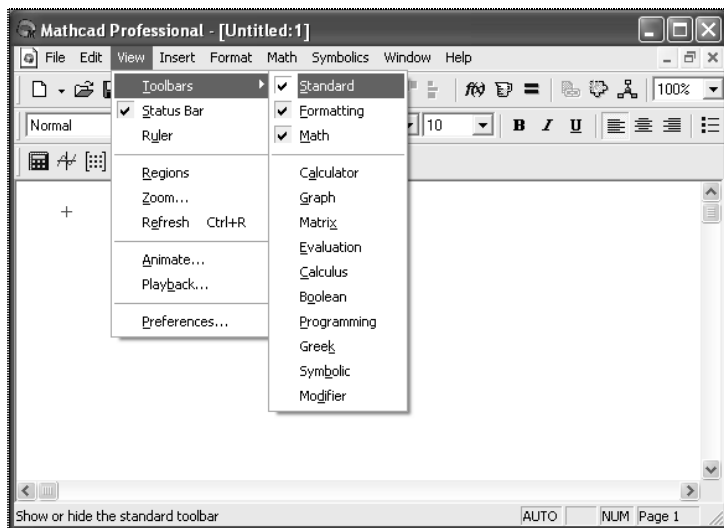 Mathcad Professional - [Untitled:1]
File Edit View Insert Format Math Symbolics Window Help
100%
Normal 10 B I U
Toolbars
Status Bar
Ruler
Regions
Zoom...
Refresh Ctrl+R
Animate...
Playback...
Preferences...
Standard
Formatting
Math
Calculator
Graph
Matrix
Evaluation
Calculus
Boolean
Programming
Greek
Symbolic
Modifier
Show or hide the standard toolbar AUTO NUM Page 1